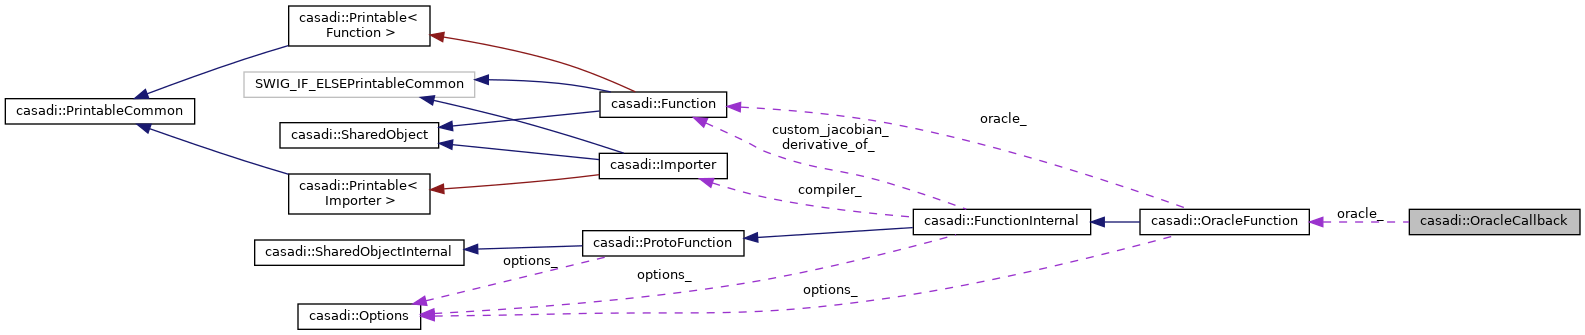 casadi::Printable<
Function >
SWIG_IF_ELSEPrintableCommon
casadi::PrintableCommon
casadi::Function
casadi::SharedObject
custom_jacobian_
derivative_of_
oracle_
casadi::Importer
casadi::Printable<
Importer >
compiler_
casadi::FunctionInternal
casadi::OracleFunction
oracle_
casadi::OracleCallback
casadi::ProtoFunction
casadi::SharedObjectInternal
options_
options_
options_
casadi::Options